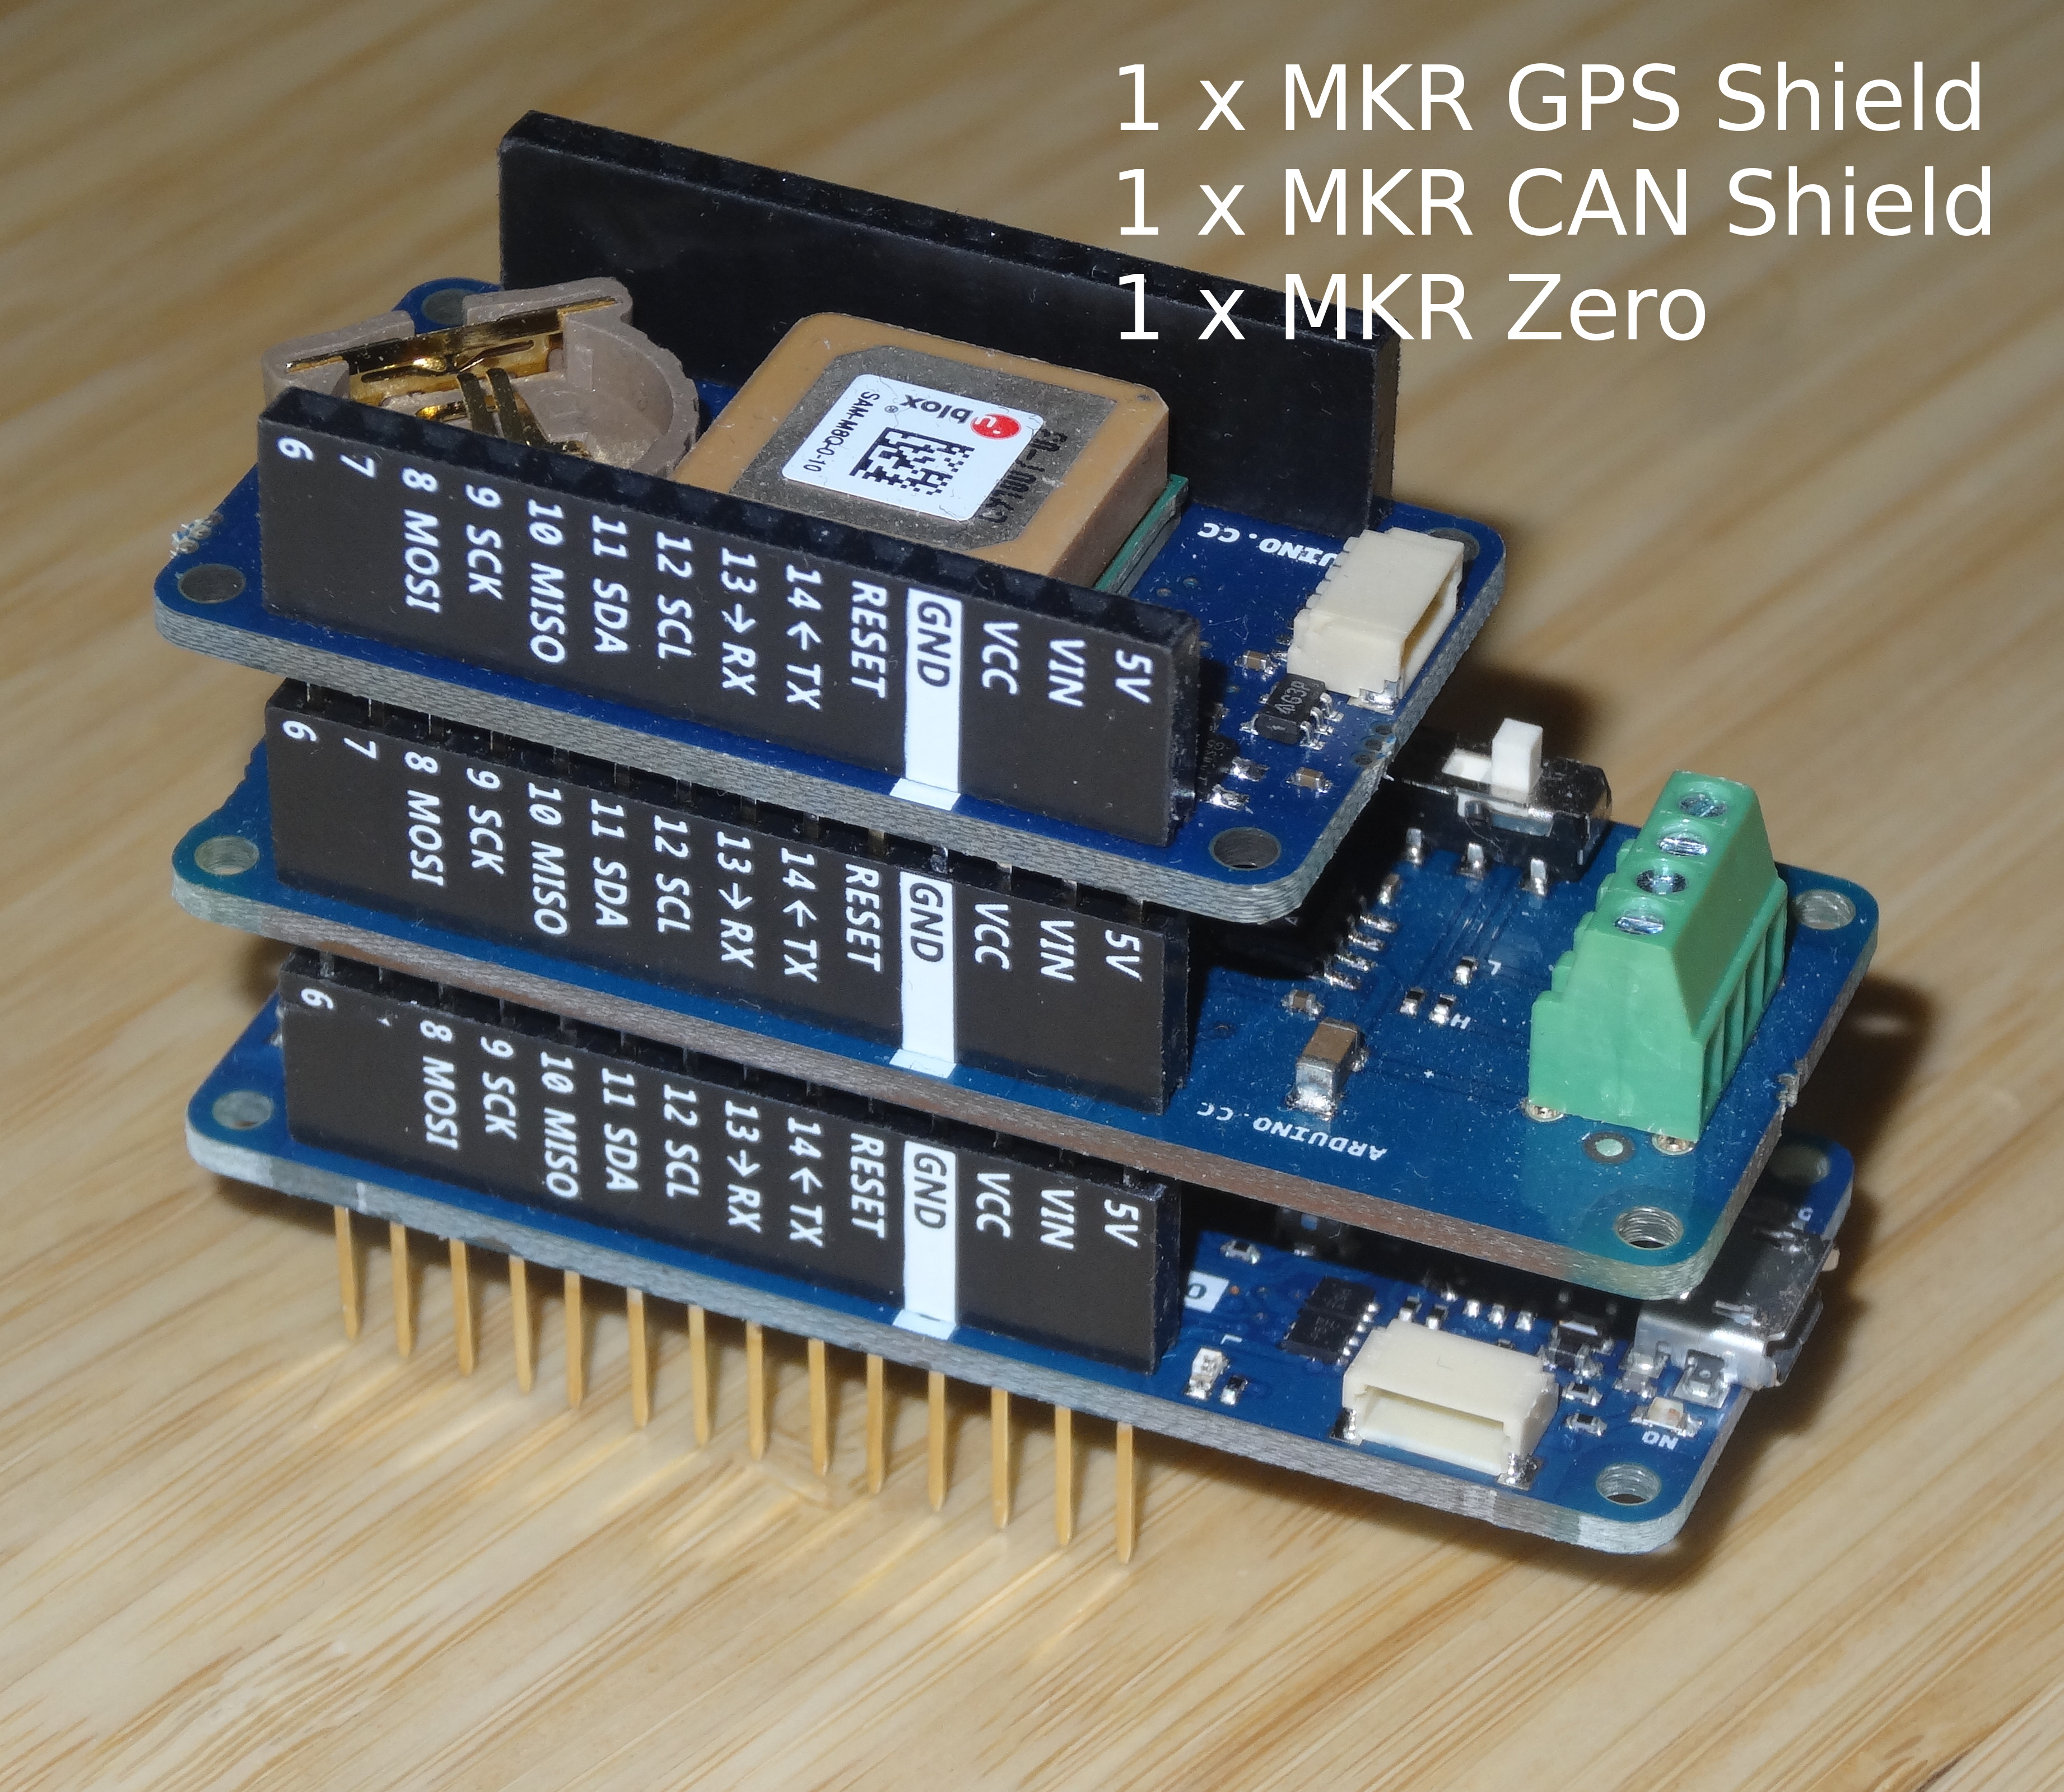 1 x MKR GPS Shield
1 x MKR CAN Shield
1 x MKR Zero
blox
SAM-M8Q-0-10
UINO.CC
4G3P
6
7
8 MOSI
9 SCK
10 MISO
11 SDA
12 SCL
13→RX
14←TX
RESET
GND
VCC
VIN
5V
6
7
8 MOSI
9 SCK
10 MISO
11 SDA
12 SCL
13→RX
14←TX
RESET
GND
VCC
VIN
5V
L
H
ARDUINO.CC
6
8 MOSI
9 SCK
10 MISO
11 SDA
12 SCL
13→RX
14←TX
RESET
GND
VCC
VIN
5V
L
ON